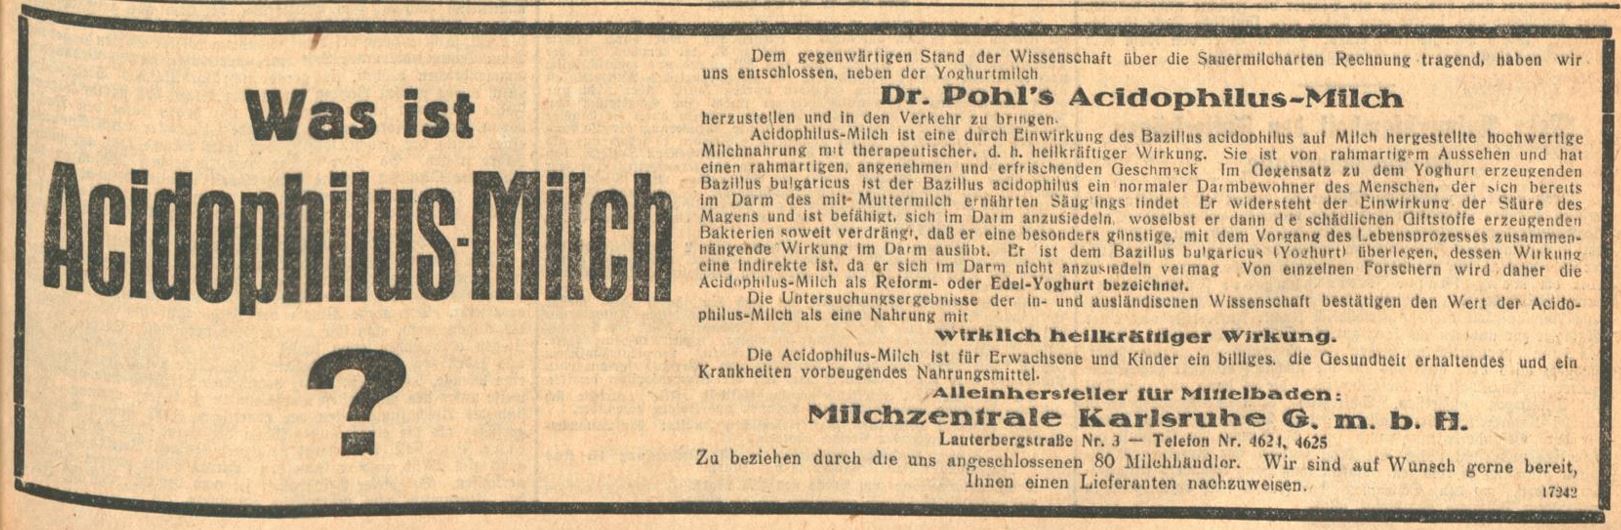 Was ist
Acidophilus-Milch
?
Dem gegenwärtigen Stand der Wissenschaft über die Sauermilcharten Rechnung tragend, haben wir
uns entschlossen, neben der Yoghurtmilch
Dr. Pohl's Acidophilus-Milch
herzustellen und in den Verkehr zu bringen.
Acidophilus-Milch ist eine durch Einwirkung des Bazillus acidophilus auf Milch hergestellte hochwertige
Milchnahrung mit therapeutischer, d. h. heilkräftiger Wirkung. Sie ist von rahmartigem Aussehen und hat
einen rahmartigen, angenehmen und erfrischenden Geschmack Im Gegensatz zu dem Yoghurt erzeugenden
Bazillus bulgaricus ist der Bazillus acidophilus ein normaler Darmbewohner des Menschen, der sich bereits
im Darm des mit Muttermilch ernährten Säuglings findet Er widersteht der Einwirkung der Säure des
Magens und ist befähigt, sich im Darm anzusiedeln, woselbst er dann die schädlichen Giftstoffe erzeugenden
Bakterien soweit verdrängt, daß er eine besonders günstige, mit dem Vorgang des Lebensprozesses zusammen-
hängende Wirkung im Darm ausübt. Er ist dem Bazillus bulgaricus (Yoghurt) überlegen, dessen Wirkung
eine indirekte ist, da er sich im Darm nicht anzusiedeln vermag Von einzelnen Forschern wird daher die
Acidophilus-Milch als Reform- oder Edel-Yoghurt bezeichnet.
Die Untersuchungsergebnisse der in- und ausländischen Wissenschaft bestätigen den Wert der Acido-
philus-Milch als eine Nahrung mit
wirklich heilkräftiger Wirkung.
Die Acidophilus-Milch ist für Erwachsene und Kinder ein billiges, die Gesundheit erhaltendes und ein
Krankheiten vorbeugendes Nahrungsmittel.
Alleinhersteller für Mittelbaden:
Milchzentrale Karlsruhe G. m. b. H.
Lauterbergstraße Nr. 3 — Telefon Nr. 4624, 4625
Zu beziehen durch die uns angeschlossenen 80 Milchhändler. Wir sind auf Wunsch gerne bereit,
Ihnen einen Lieferanten nachzuweisen.
17942